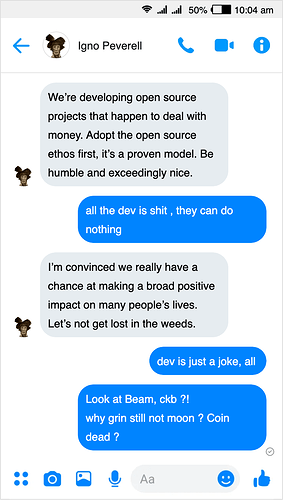 50% 10:04 am
Igno Peverell
We're developing open source
projects that happen to deal with
money. Adopt the open source
ethos first, it's a proven model. Be
humble and exceedingly nice.
all the dev is shit , they can do
nothing
I'm convinced we really have a
chance at making a broad positive
impact on many people's lives.
Let's not get lost in the weeds.
dev is just a joke, all
Look at Beam, ckb ?!
why grin still not moon ? Coin
dead ?
Aa